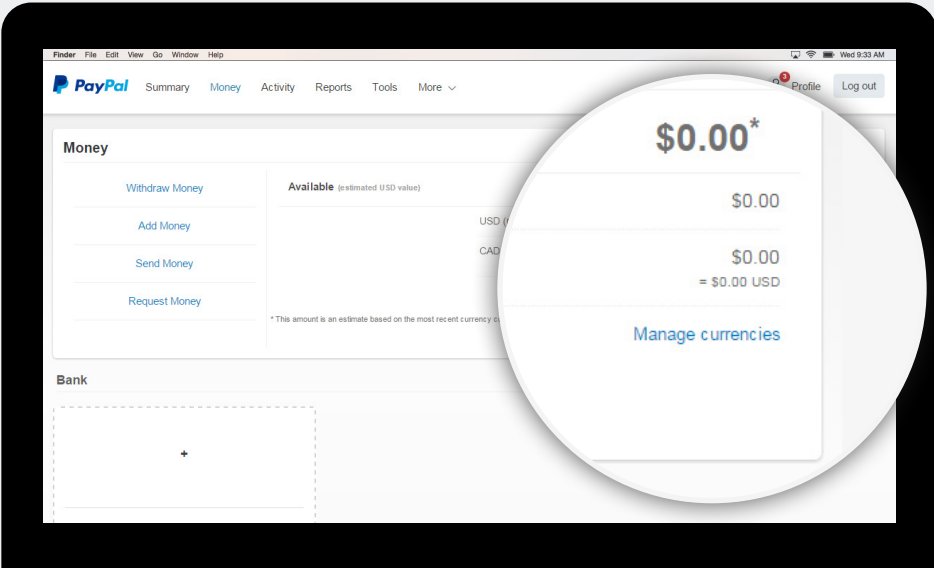 Finder File Edit View Go Window Help Wed 9:33 AM
PayPal Summary Money Activity Reports Tools More 3 Profile Log out
Money
$0.00*
Withdraw Money
Available (estimated USD value)
$0.00
Add Money
USD
Send Money
CAD
$0.00
= $0.00 USD
Request Money
* This amount is an estimate based on the most recent currency
Manage currencies
Bank
+